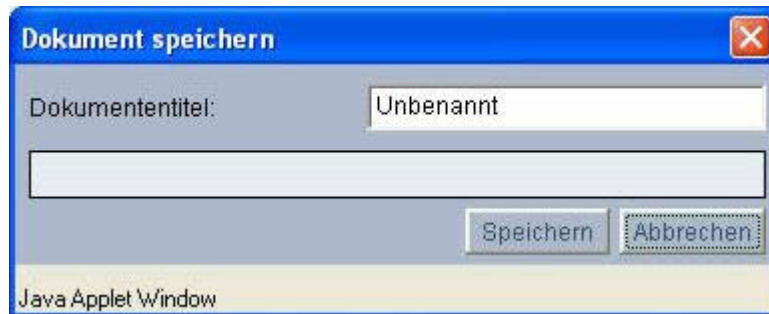 Dokument speichern
Dokumententitel: Unbenannt
Speichern Abbrechen
Java Applet Window